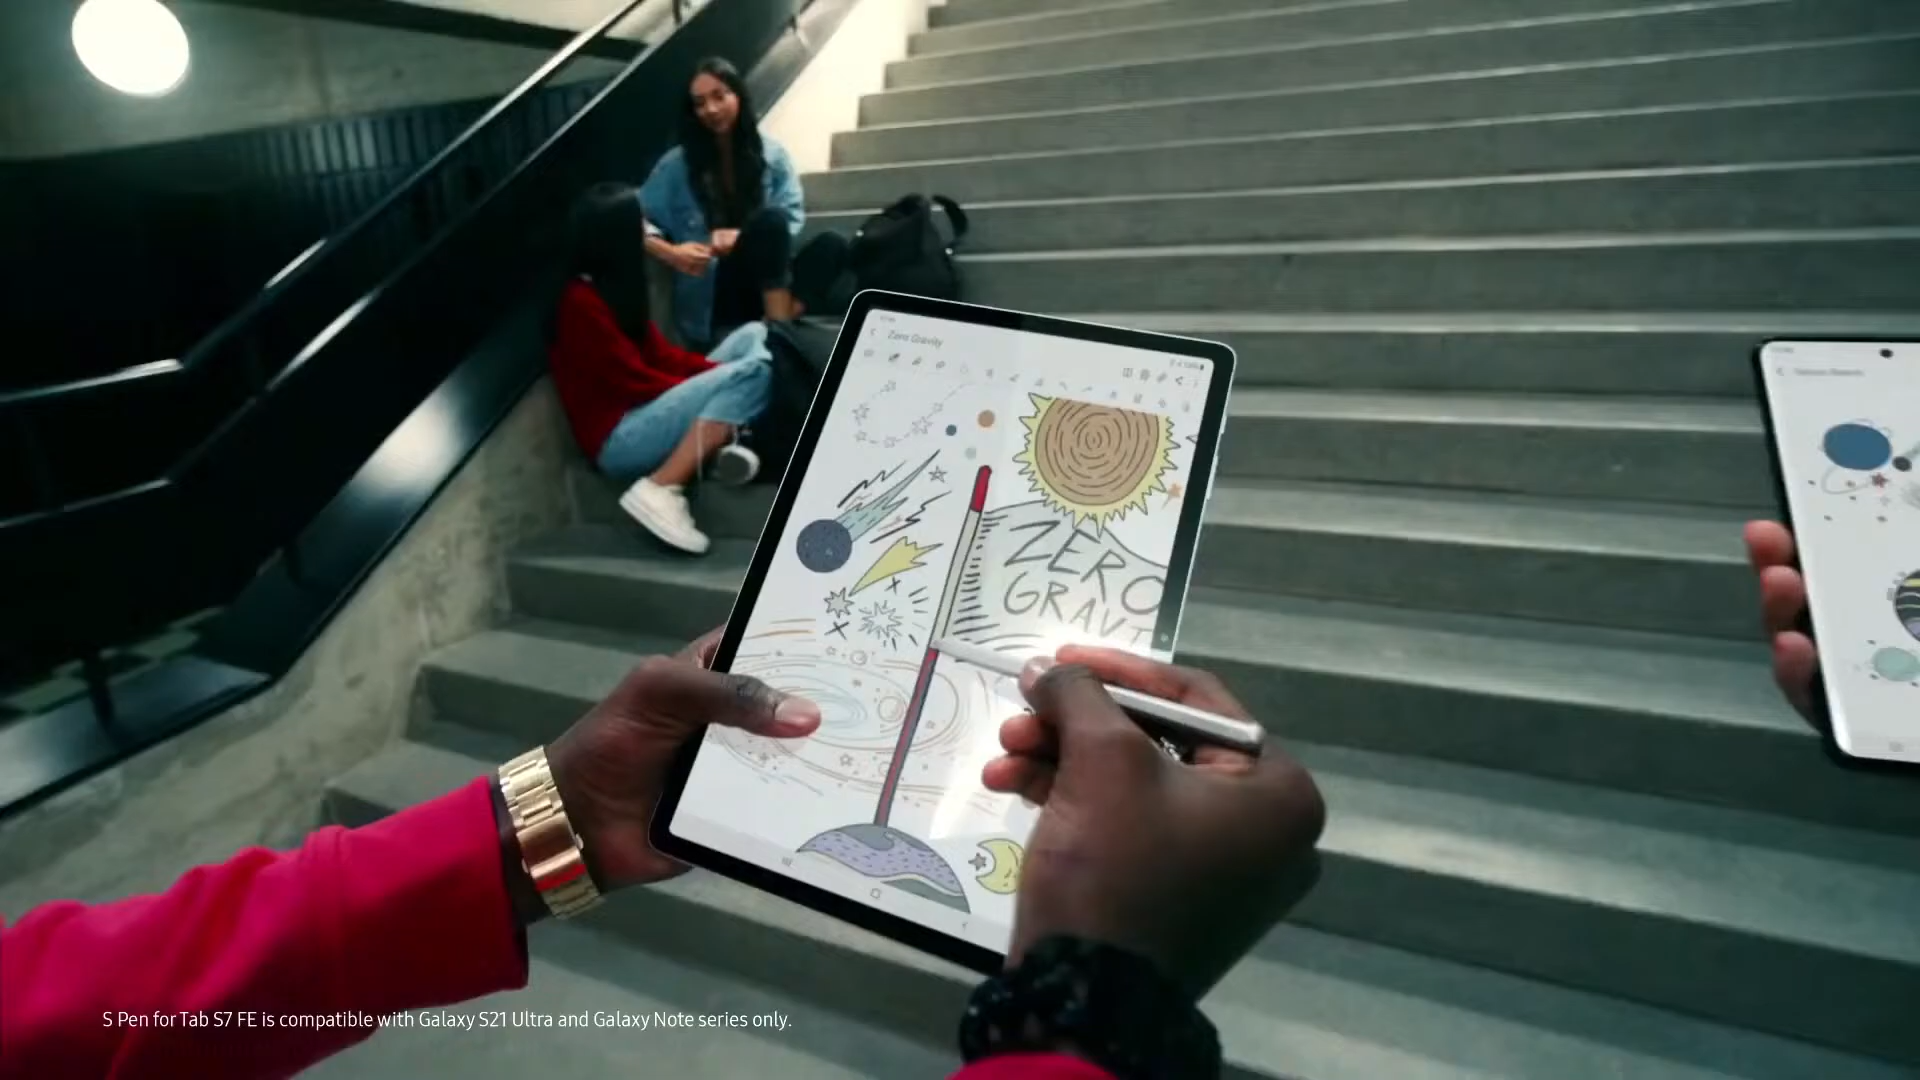 Zero Gravity
ZERO
GRAVIT
S Pen for Tab S7 FE is compatible with Galaxy S21 Ultra and Galaxy Note series only.